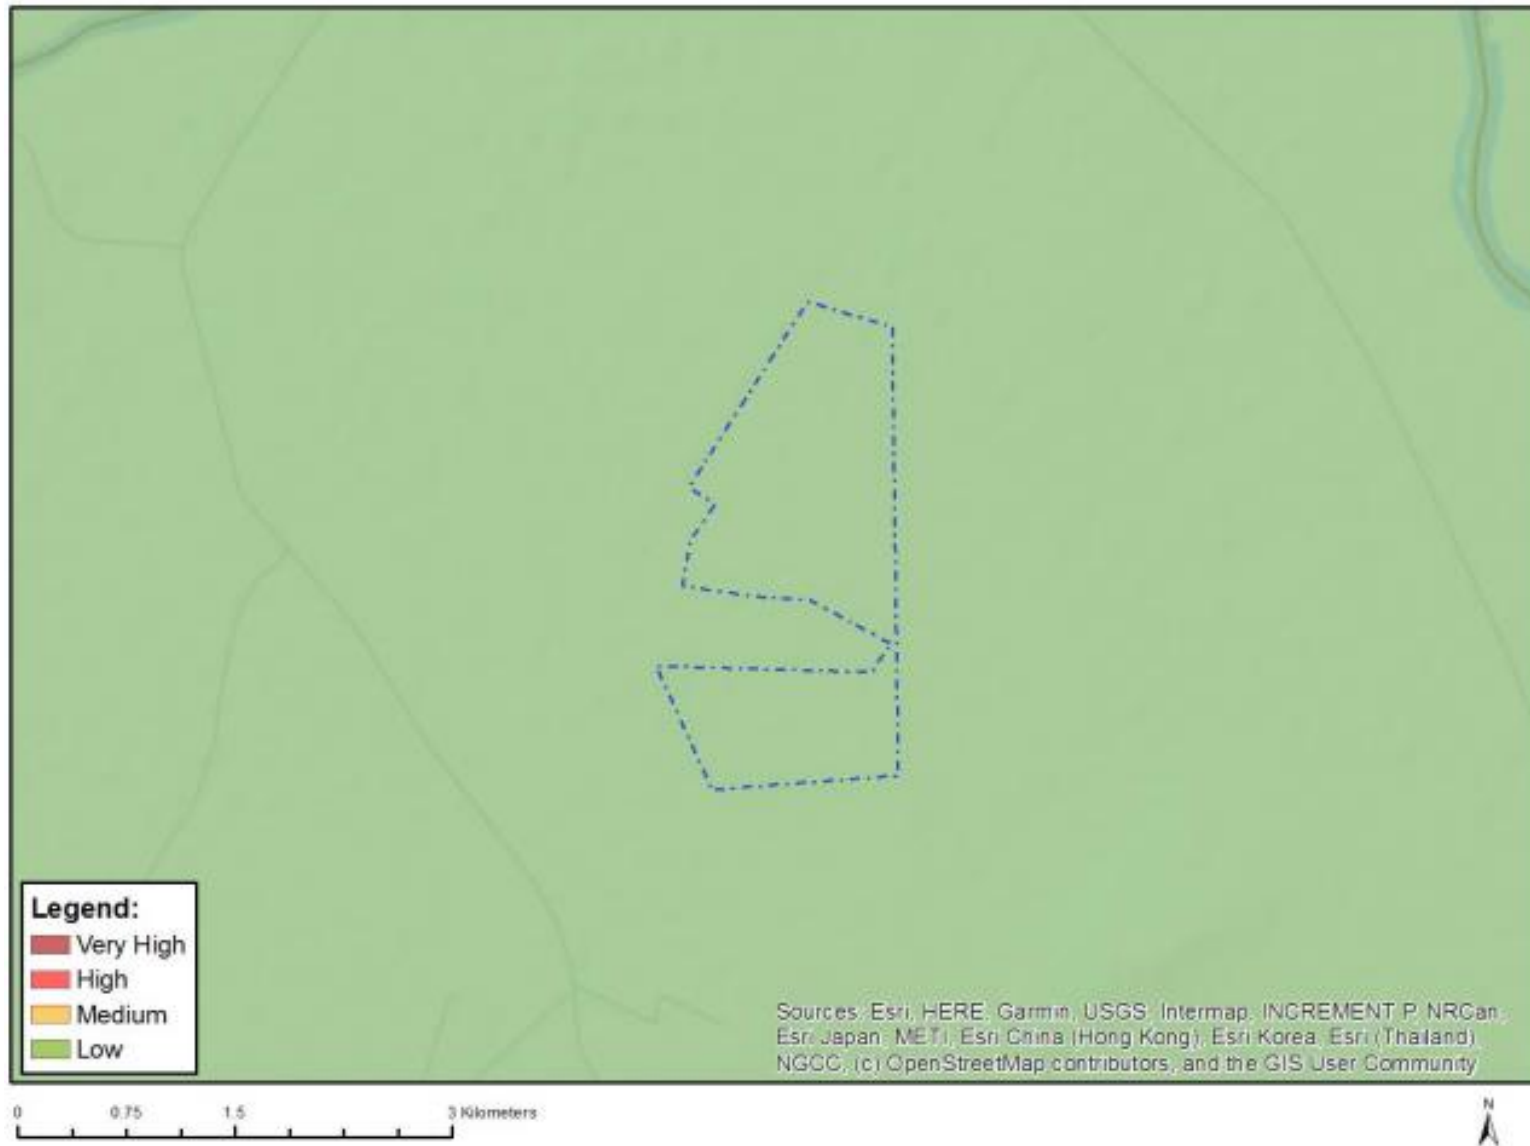 Legend:
Very High
High
Medium
Low
Sources: Esri, HERE, Garmin, USGS, Intermap, INCREMENT P, NRCan,
Esri Japan, METI, Esri China (Hong Kong), Esri Korea, Esri (Thailand),
NGCC, (c) OpenStreetMap contributors, and the GIS User Community
0 0.75 1.5 3 Kilometers
N